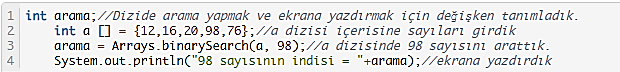 1 int arama;//Dizide arama yapmak ve ekrana yazdırmak için değişken tanımladık.
2 int a [] = {12,16,20,98,76};//a dizisi içerisine sayıları girdik
3 arama = Arrays.binarySearch(a, 98);//a dizisinde 98 sayısını arattık.
4 System.out.println("98 sayısının indisi = "+arama);//ekrana yazdırdık